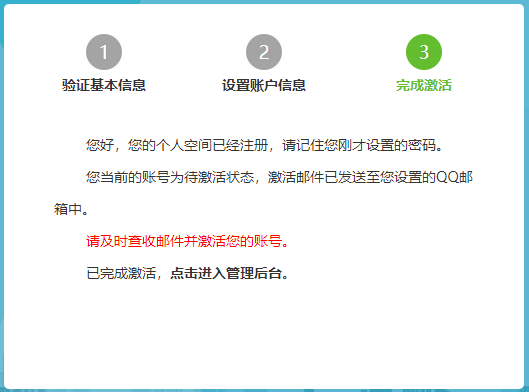 1 2 3
验证基本信息 设置账户信息 完成激活
您好，您的个人空间已经注册，请记住您刚才设置的密码。
您当前的账号为待激活状态，激活邮件已发送至您设置的QQ邮
箱中。
请及时查收邮件并激活您的账号。
已完成激活，点击进入管理后台。